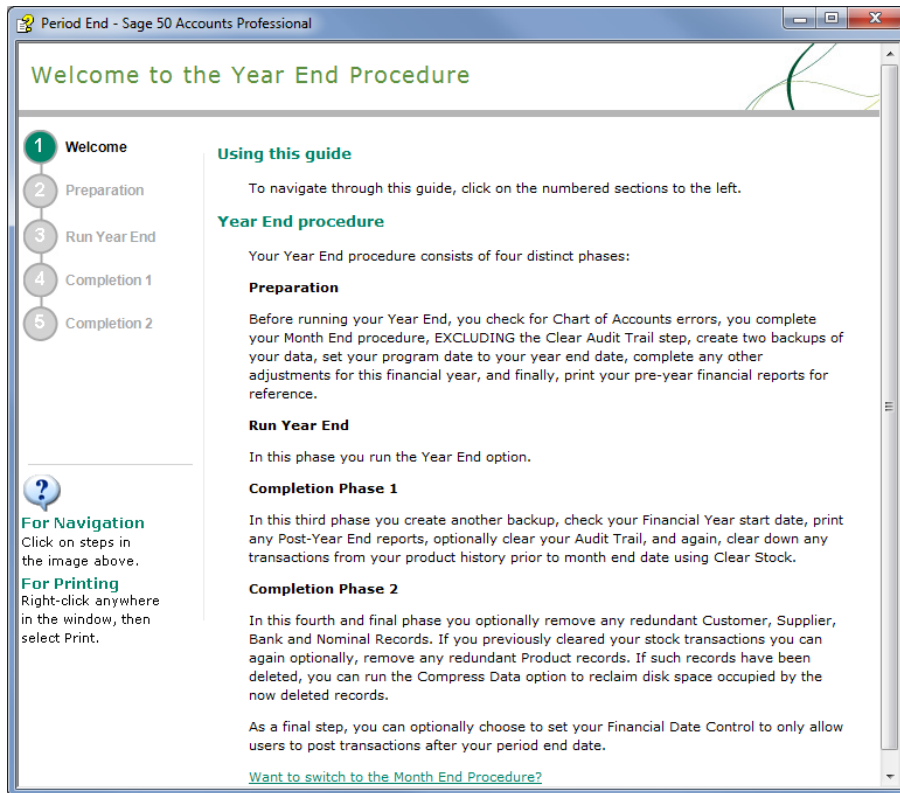 Period End - Sage 50 Accounts Professional
Welcome to the Year End Procedure
1 Welcome
2 Preparation
3 Run Year End
4 Completion 1
5 Completion 2
?
For Navigation
Click on steps in
the image above.
For Printing
Right-click anywhere
in the window, then
select Print.
Using this guide
To navigate through this guide, click on the numbered sections to the left.
Year End procedure
Your Year End procedure consists of four distinct phases:
Preparation
Before running your Year End, you check for Chart of Accounts errors, you complete
your Month End procedure, EXCLUDING the Clear Audit Trail step, create two backups of
your data, set your program date to your year end date, complete any other
adjustments for this financial year, and finally, print your pre-year financial reports for
reference.
Run Year End
In this phase you run the Year End option.
Completion Phase 1
In this third phase you create another backup, check your Financial Year start date, print
any Post-Year End reports, optionally clear your Audit Trail, and again, clear down any
transactions from your product history prior to month end date using Clear Stock.
Completion Phase 2
In this fourth and final phase you optionally remove any redundant Customer, Supplier,
Bank and Nominal Records. If you previously cleared your stock transactions you can
again optionally, remove any redundant Product records. If such records have been
deleted, you can run the Compress Data option to reclaim disk space occupied by the
now deleted records.
As a final step, you can optionally choose to set your Financial Date Control to only allow
users to post transactions after your period end date.
Want to switch to the Month End Procedure?